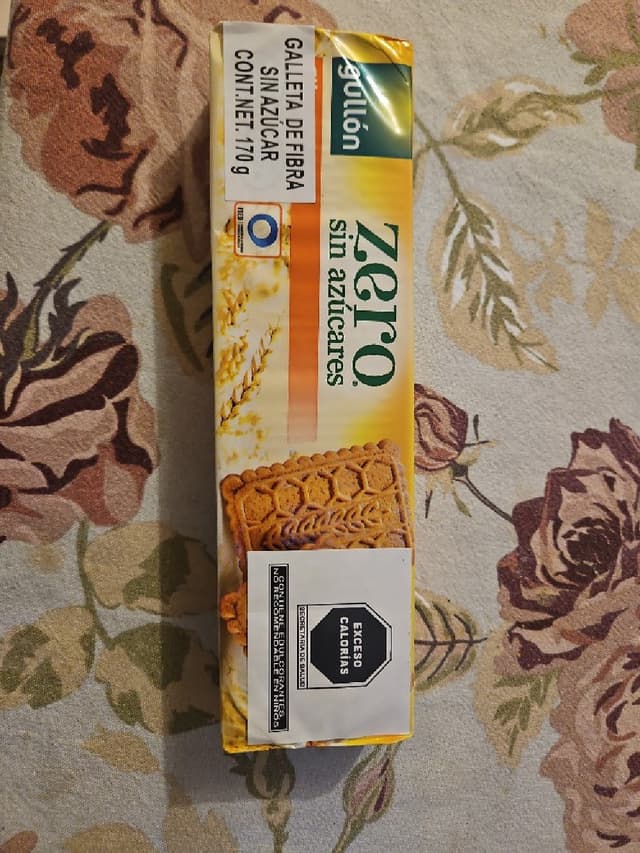 GALLETA DE FIBRA
SIN AZÚCAR
CONT.NET. 170 g
gullón
zero
sin azúcares
EXCESO
CALORÍAS
SECRETARÍA DE SALUD
CONTIENE EDULCORANTES,
NO RECOMENDABLE EN NIÑOS